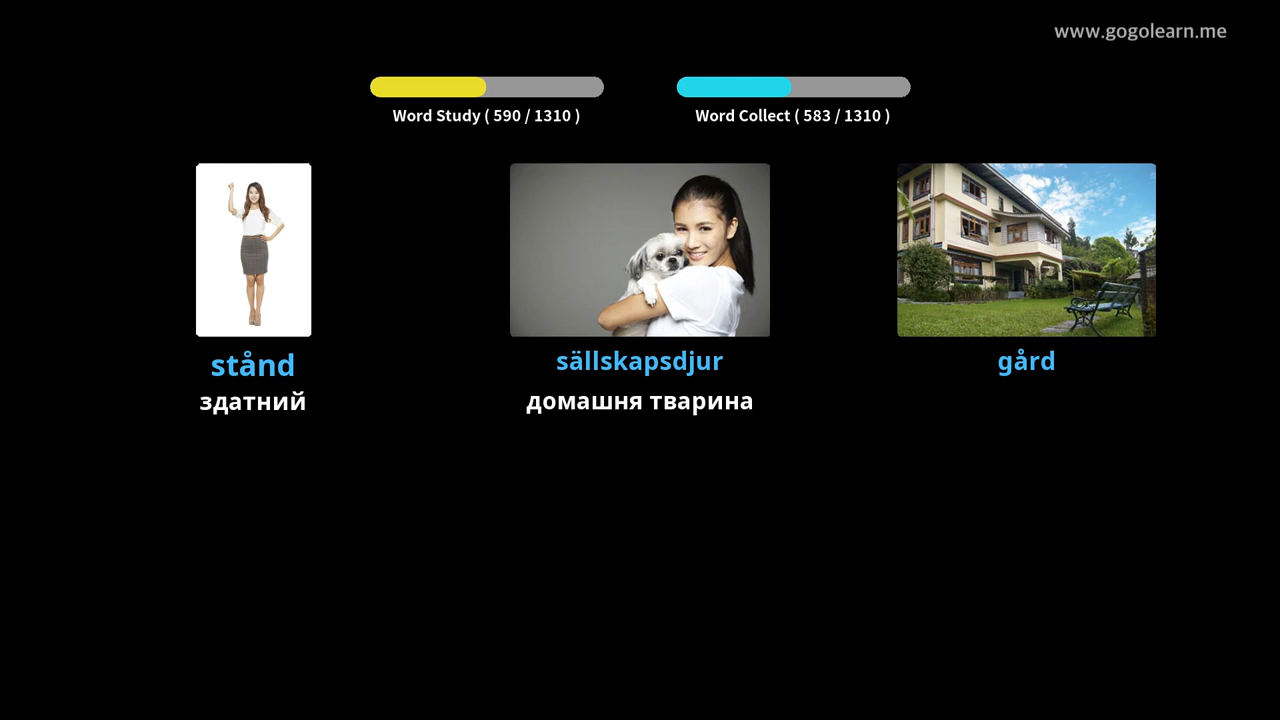 www.gogolearn.me
Word Study ( 590 / 1310 )
Word Collect ( 583 / 1310 )
stånd
здатний
sällskapsdjur
домашня тварина
gård